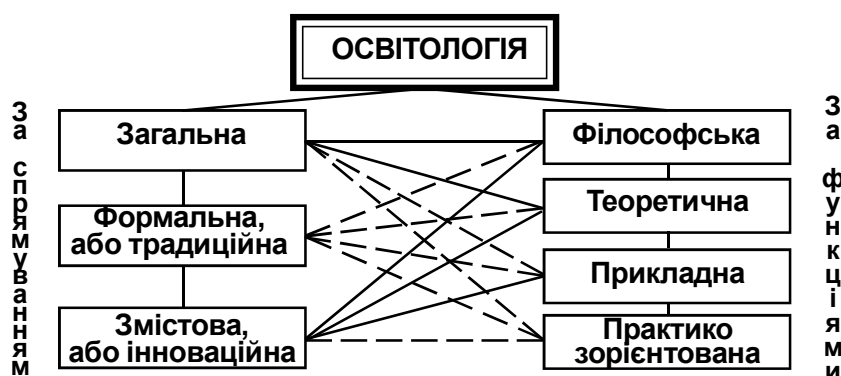 ОСВІТОЛОГІЯ
За спрямуванням
Загальна
Формальна,
або традиційна
Змістова,
або інноваційна
Філософська
Теоретична
Прикладна
Практико
зорієнтована
За функціями